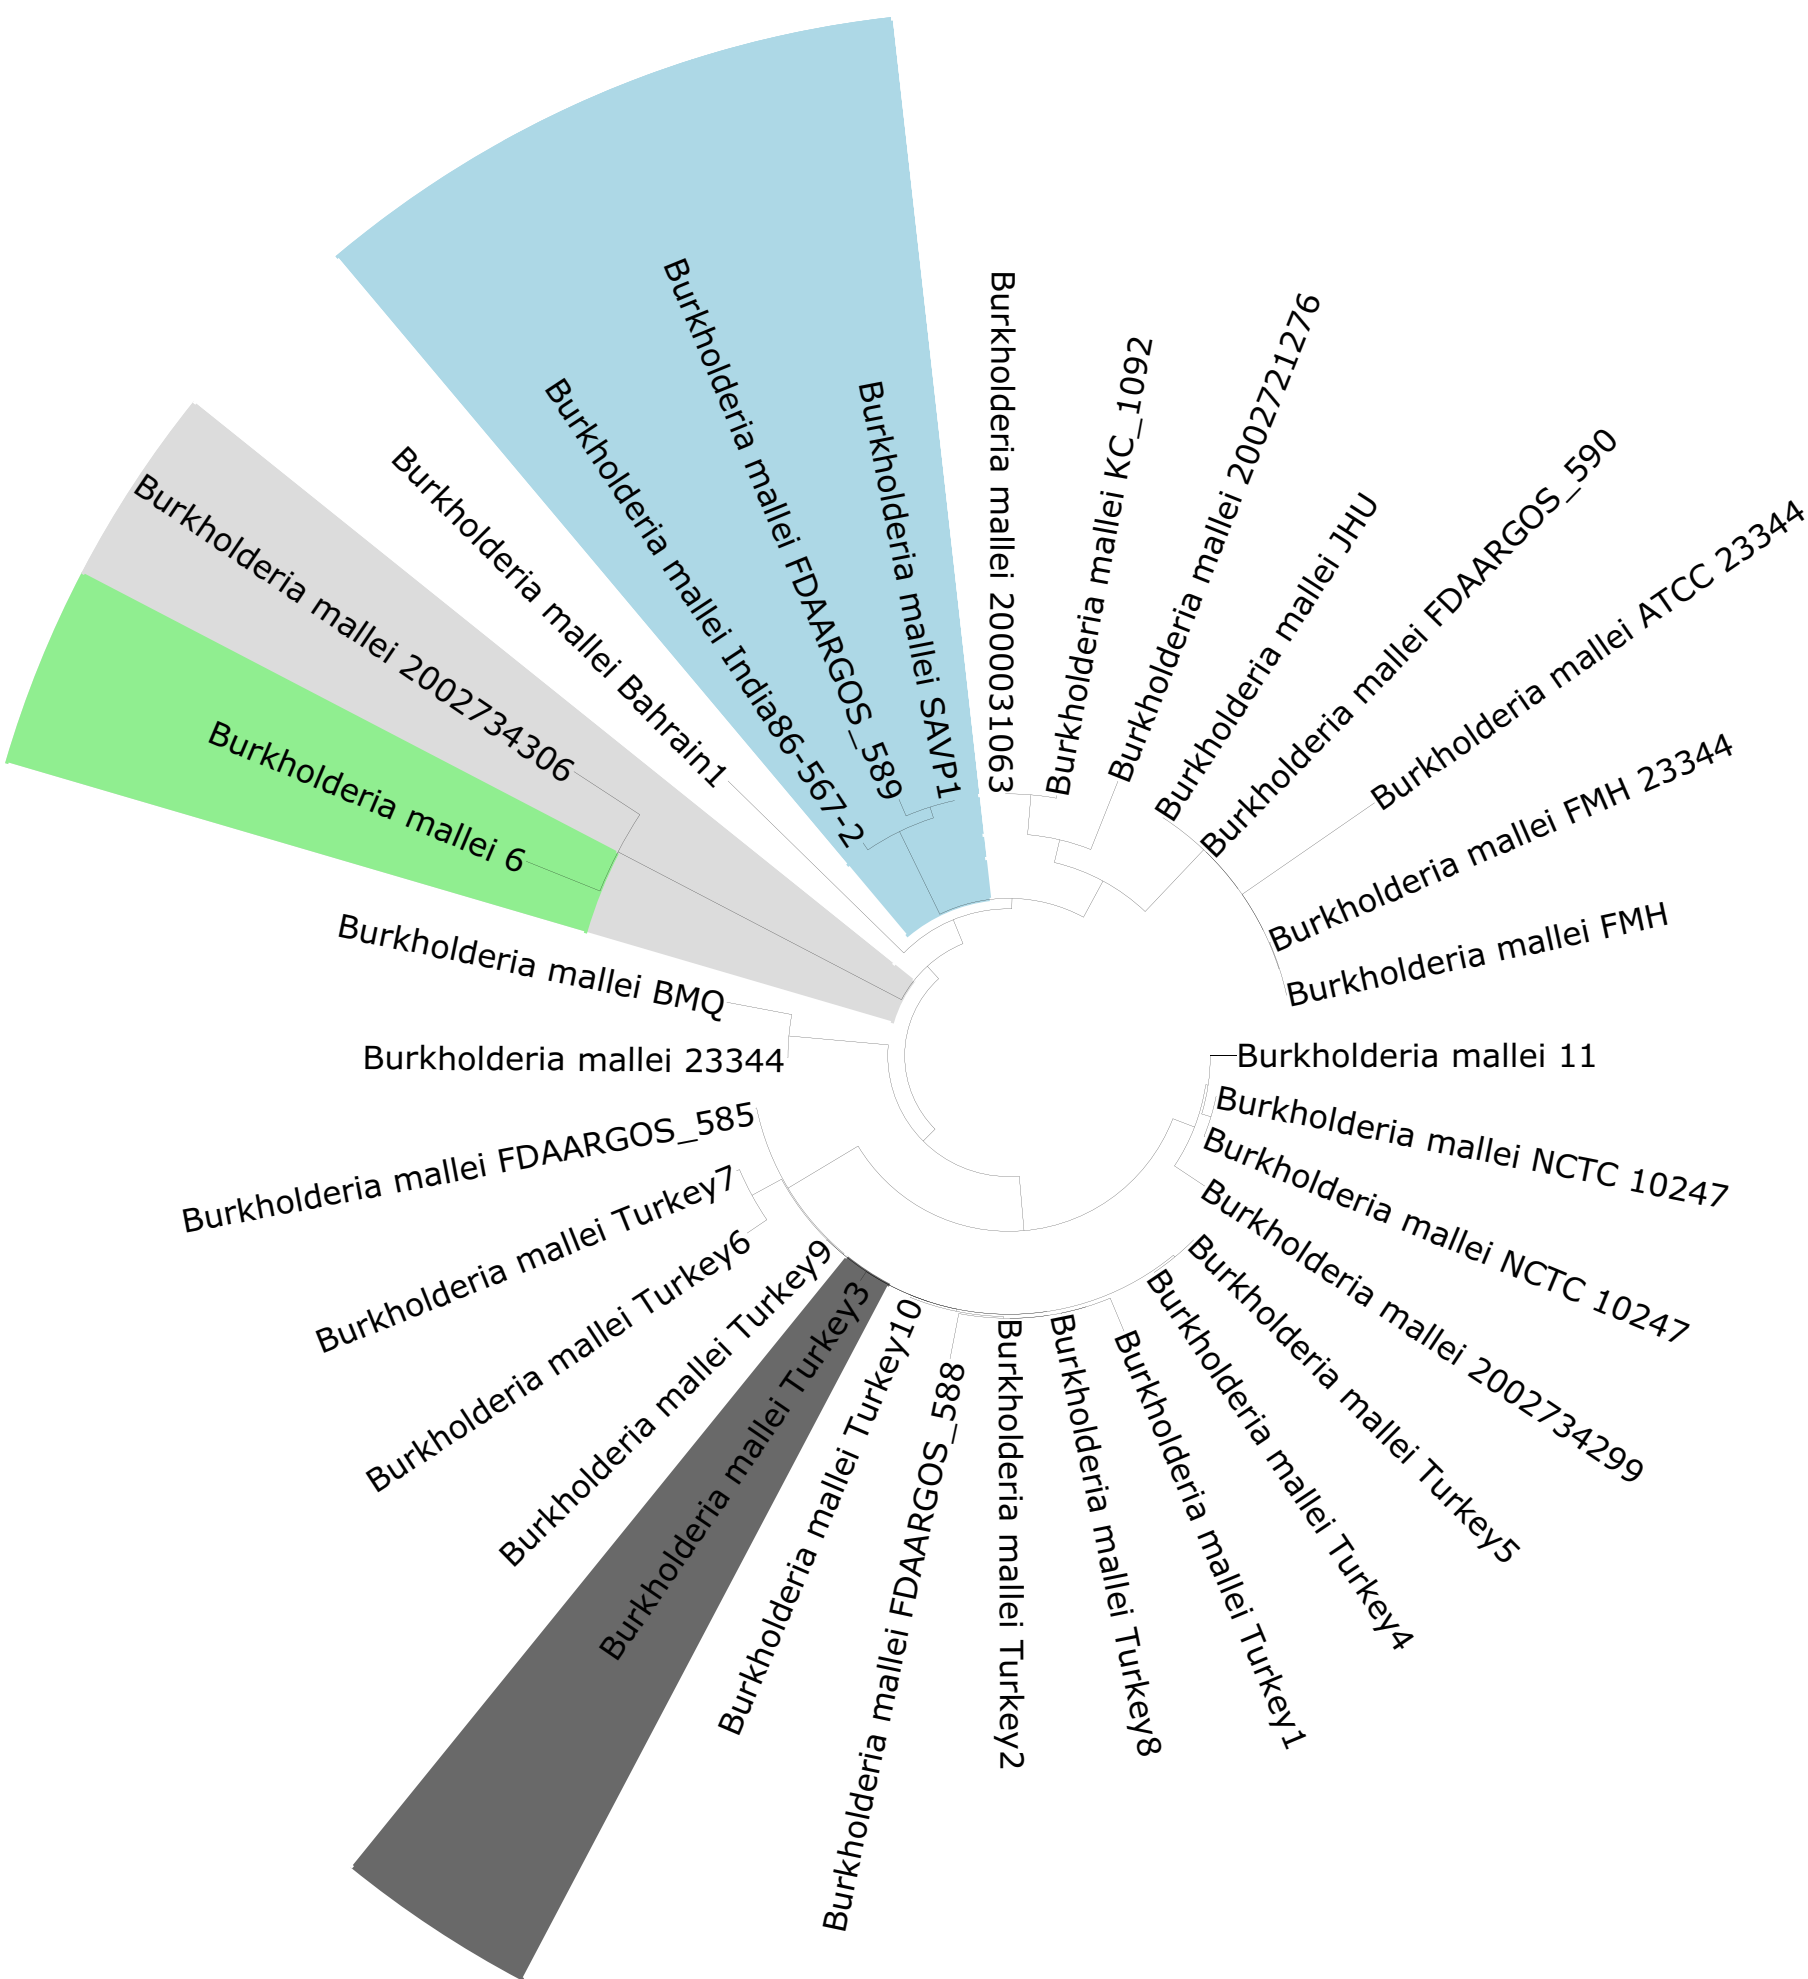 Burkholderia mallei 2000031063
Burkholderia mallei KC_1092
Burkholderia mallei 2002721276
Burkholderia mallei JHU
Burkholderia mallei FDAARGOS_590
Burkholderia mallei ATCC 23344
Burkholderia mallei FMH 23344
Burkholderia mallei FMH
Burkholderia mallei 11
Burkholderia mallei NCTC 10247
Burkholderia mallei NCTC 10247
Burkholderia mallei 2002734299
Burkholderia mallei Turkey5
Burkholderia mallei Turkey4
Burkholderia mallei Turkey1
Burkholderia mallei Turkey8
Burkholderia mallei Turkey2
Burkholderia mallei FDAARGOS_588
Burkholderia mallei Turkey10
Burkholderia mallei Turkey3
Burkholderia mallei Turkey9
Burkholderia mallei Turkey6
Burkholderia mallei Turkey7
Burkholderia mallei FDAARGOS_585
Burkholderia mallei 23344
Burkholderia mallei BMQ
Burkholderia mallei 6
Burkholderia mallei 2002734306
Burkholderia mallei Bahrain1
Burkholderia mallei India86-567-2
Burkholderia mallei FDAARGOS_589
Burkholderia mallei SAVP1